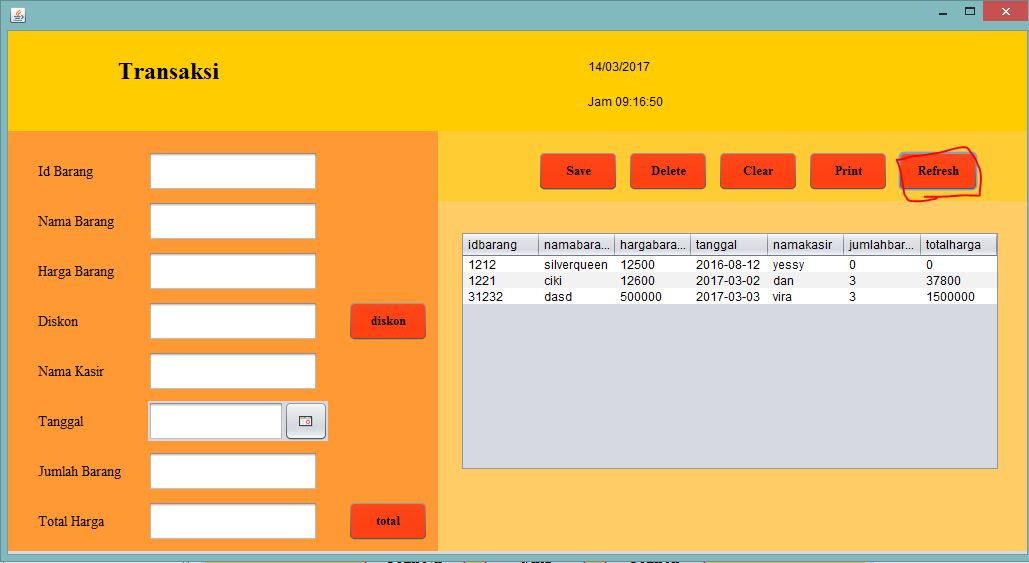 Transaksi
14/03/2017
Jam 09:16:50
Id Barang
Nama Barang
Harga Barang
Diskon
diskon
Nama Kasir
Tanggal
Jumlah Barang
Total Harga
total
Save Delete Clear Print Refresh
idbarang namabara... hargabara... tanggal namakasir jumlahbar... totalharga
1212 silverqueen 12500 2016-08-12 yessy 0 0
1221 ciki 12600 2017-03-02 dan 3 37800
31232 dasd 500000 2017-03-03 vira 3 1500000